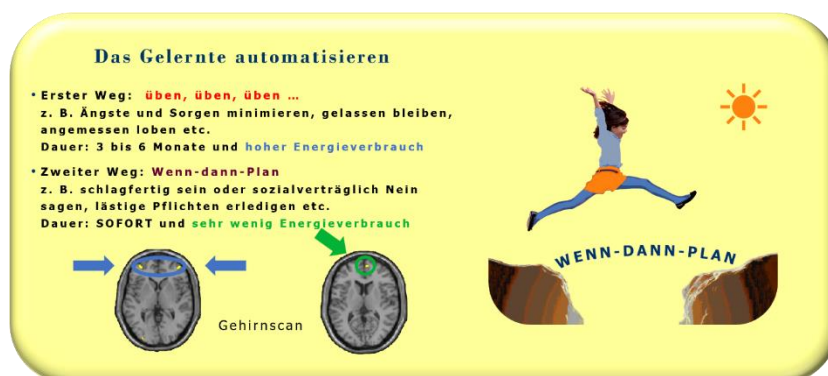 Das Gelernte automatisieren
• Erster Weg: üben, üben, üben ...
z. B. Ängste und Sorgen minimieren, gelassen bleiben,
angemessen loben etc.
Dauer: 3 bis 6 Monate und hoher Energieverbrauch
• Zweiter Weg: Wenn-dann-Plan
z. B. schlagfertig sein oder sozialverträglich Nein
sagen, lästige Pflichten erledigen etc.
Dauer: SOFORT und sehr wenig Energieverbrauch
Gehirnscan
WENN-DANN-PLAN